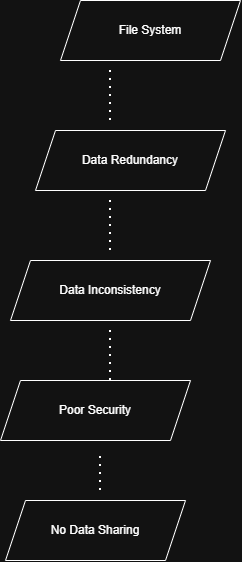 File System
Data Redundancy
Data Inconsistency
Poor Security
No Data Sharing